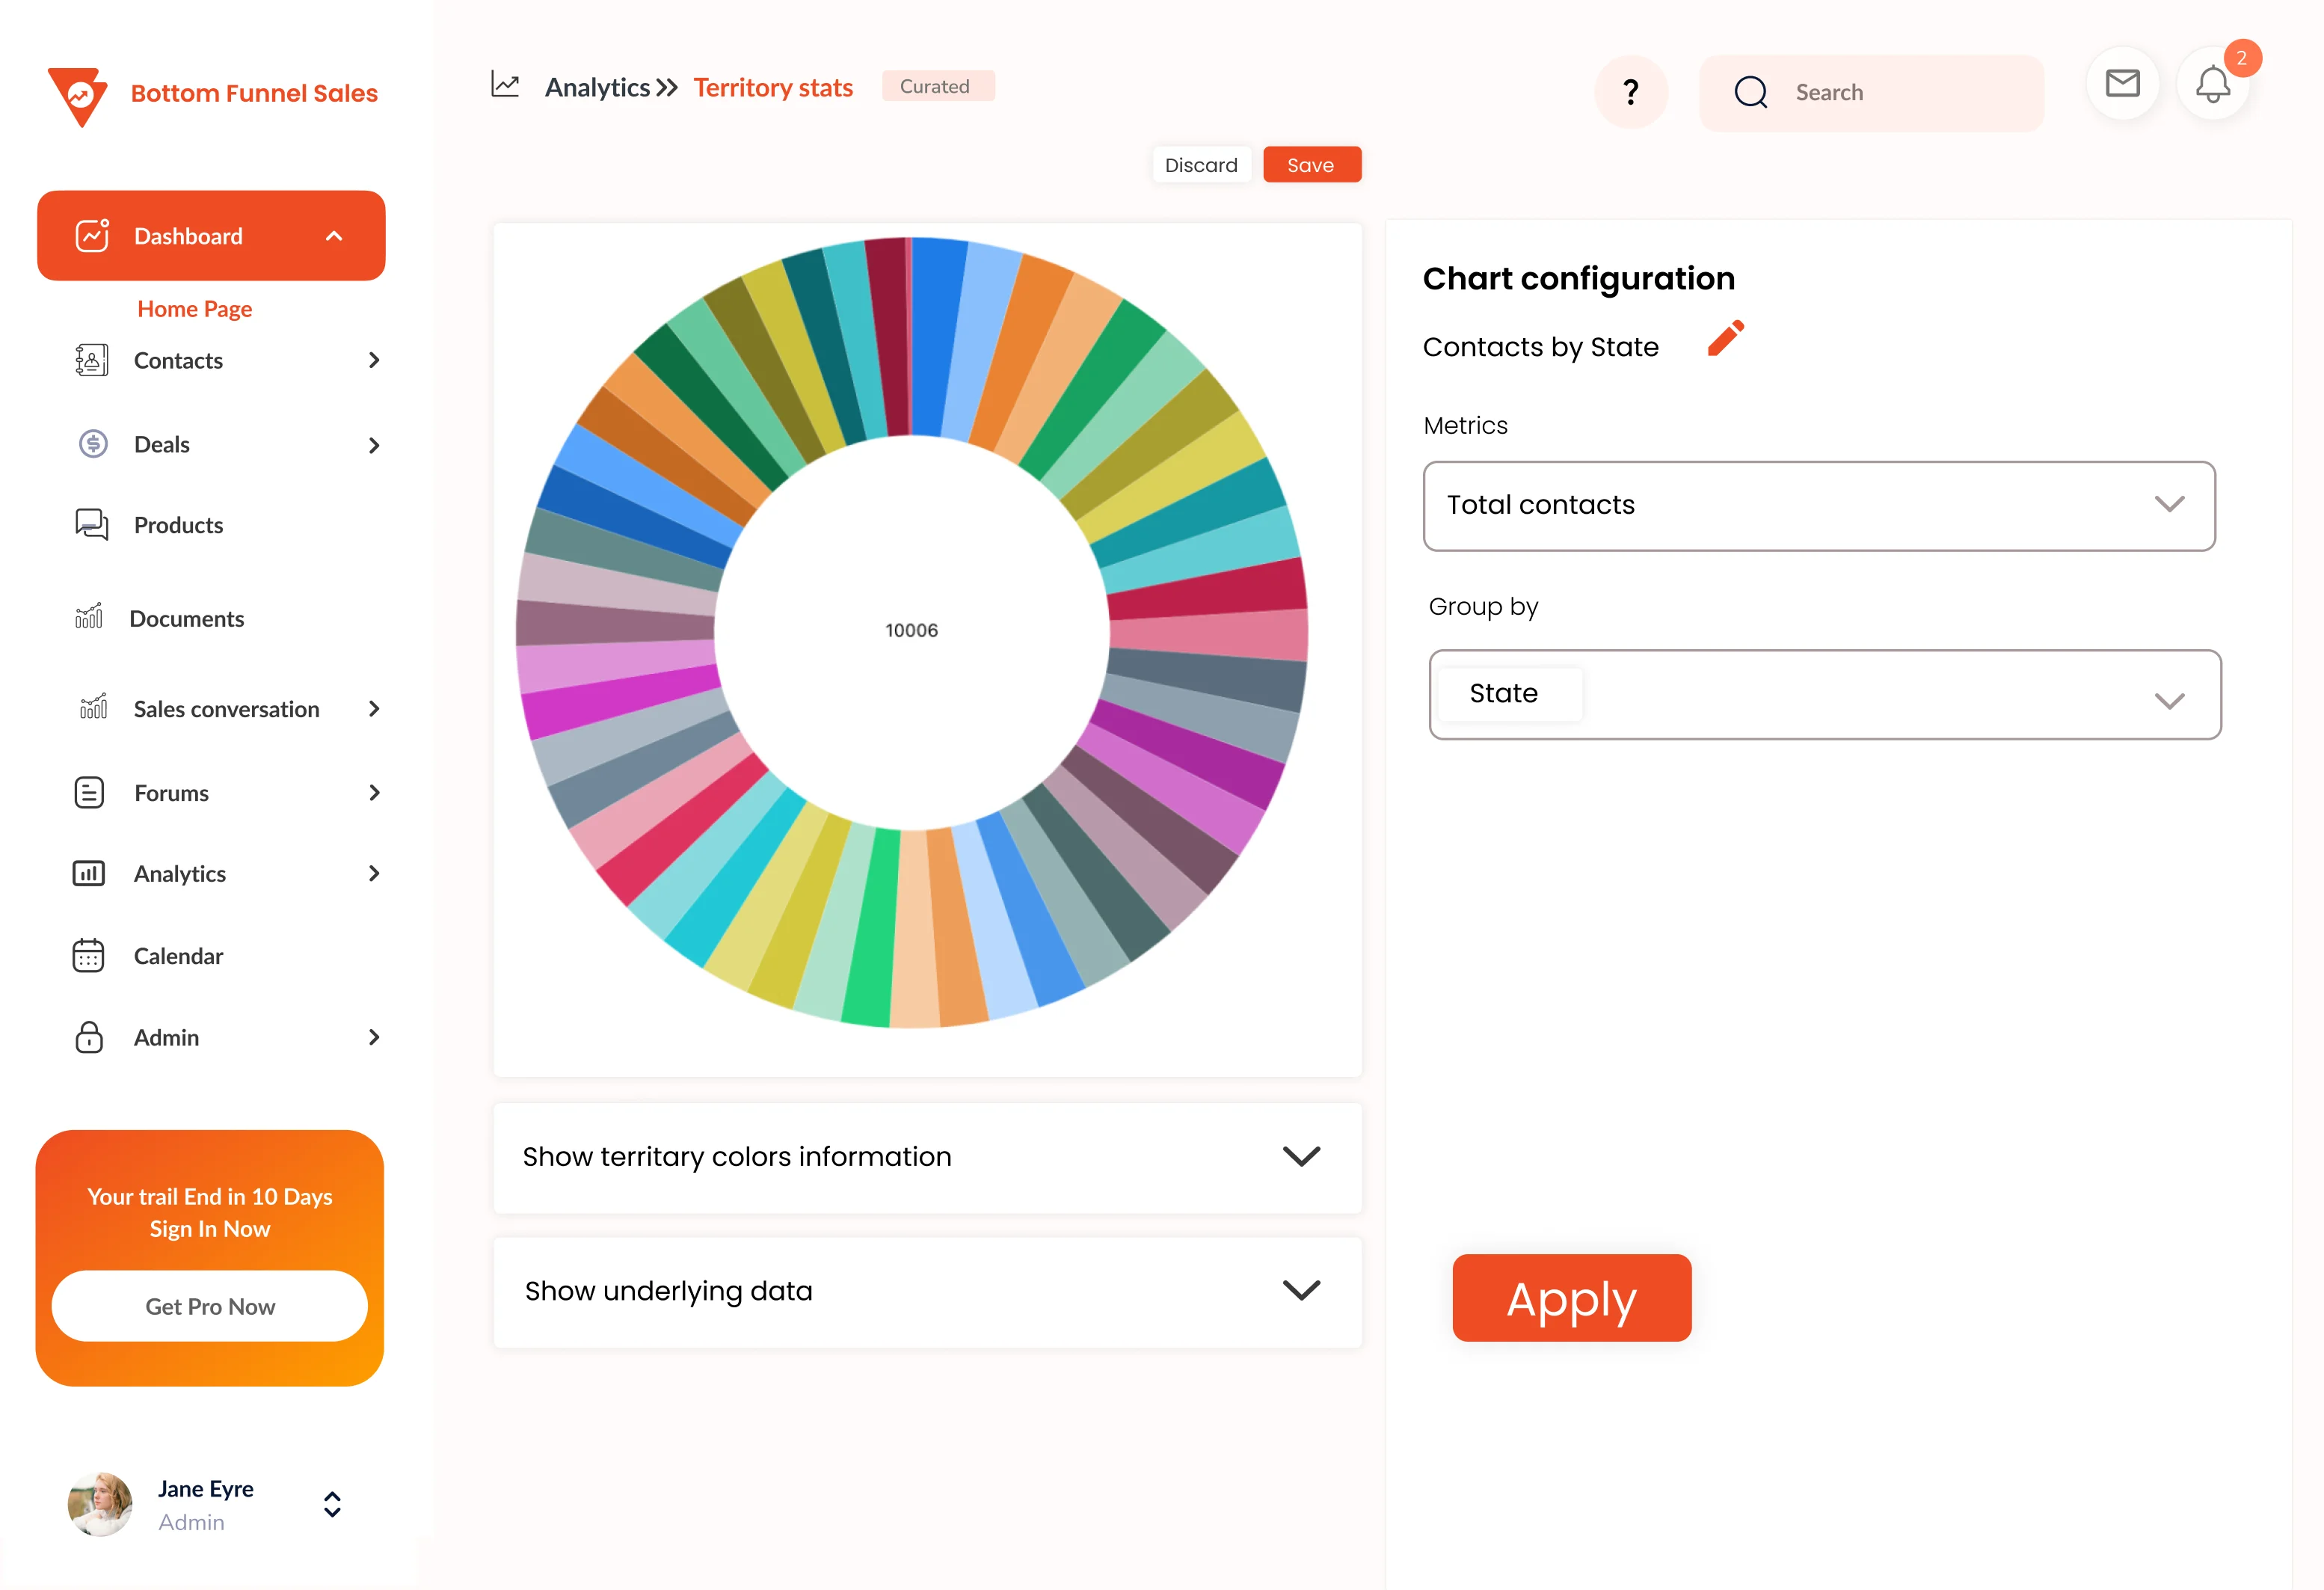 Bottom Funnel Sales
Dashboard
Home Page
Contacts
Deals
Products
Documents
Sales conversation
Forums
Analytics
Calendar
Admin
Your trail End in 10 Days
Sign In Now
Get Pro Now
Jane Eyre
Admin
Analytics
Territory stats
Curated
?
Search
2
Discard
Save
10006
Show territary colors information
Show underlying data
Chart configuration
Contacts by State
Metrics
Total contacts
Group by
State
Apply